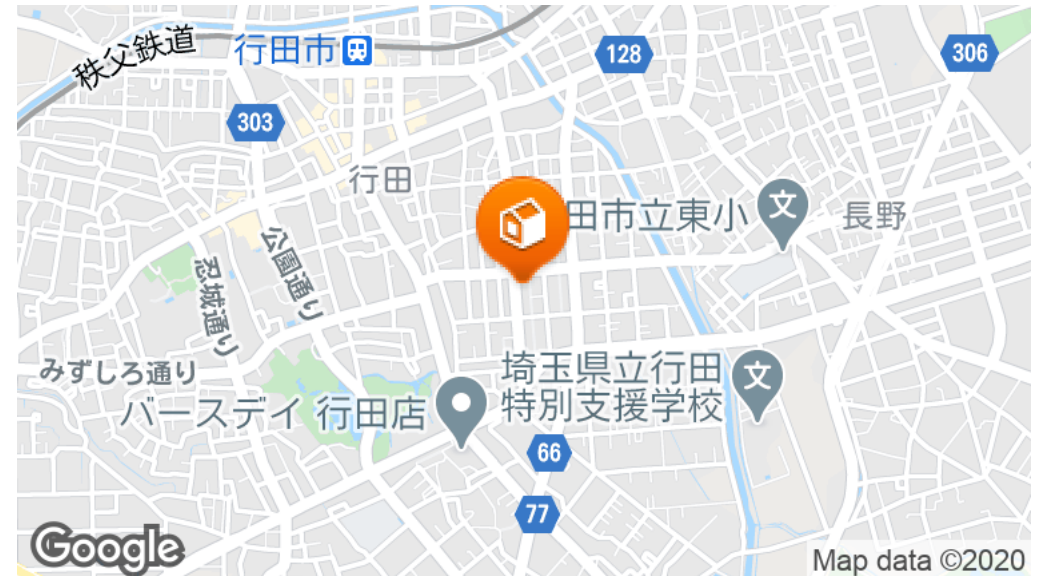 秩父鉄道
行田市
128
306
303
行田
田市立東小
長野
公園通り
忍城通り
みずしろ通り
バースデイ 行田店
埼玉県立行田
特別支援学校
66
77
Google
Map data ©2020